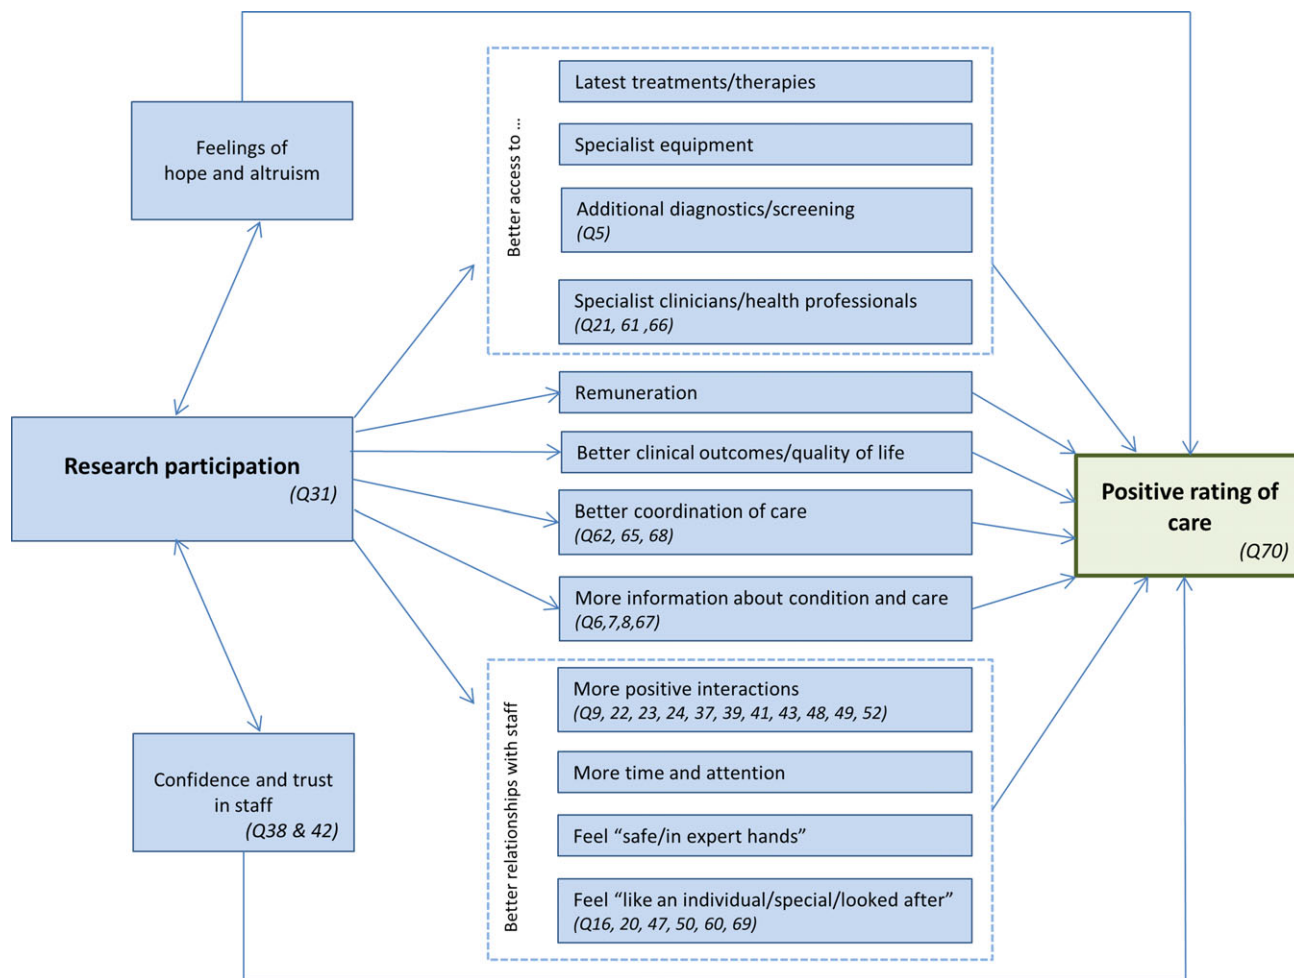 Feelings of
hope and altruism
Research participation
(Q31)
Confidence and trust
in staff
(Q38 & 42)
Better access to ...
Latest treatments/therapies
Specialist equipment
Additional diagnostics/screening
(Q5)
Specialist clinicians/health professionals
(Q21, 61 ,66)
Remuneration
Better clinical outcomes/quality of life
Better coordination of care
(Q62, 65, 68)
More information about condition and care
(Q6,7,8,67)
Better relationships with staff
More positive interactions
(Q9, 22, 23, 24, 37, 39, 41, 43, 48, 49, 52)
More time and attention
Feel “safe/in expert hands”
Feel “like an individual/special/looked after”
(Q16, 20, 47, 50, 60, 69)
Positive rating of
care
(Q70)